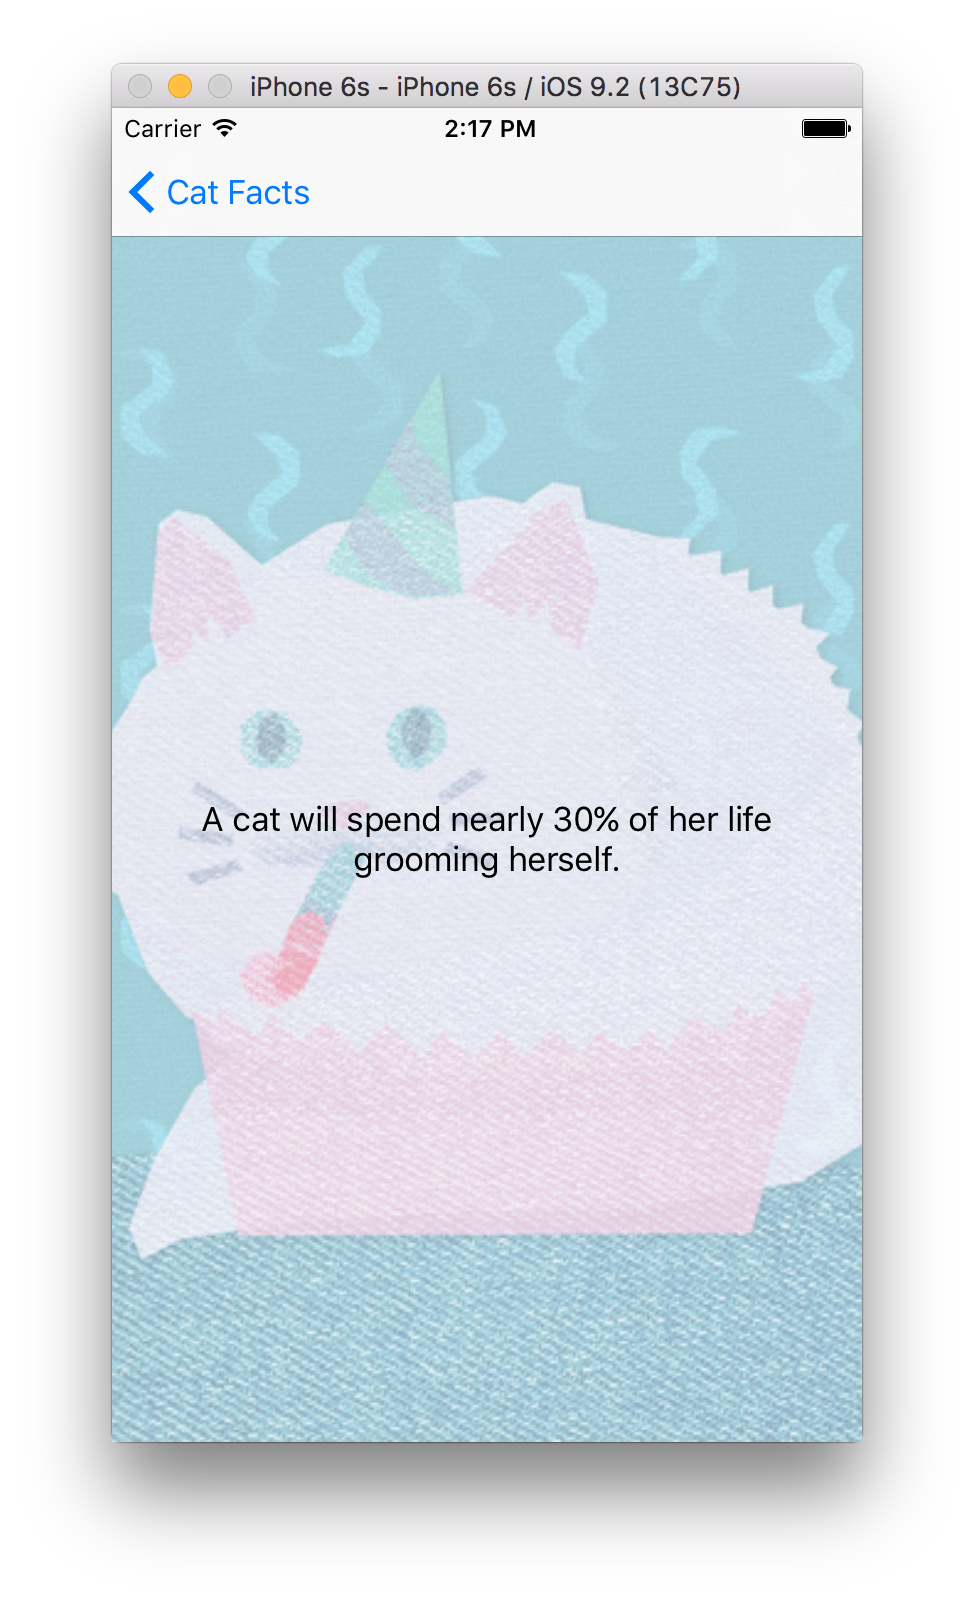 iPhone 6s - iPhone 6s / iOS 9.2 (13C75)
Carrier 2:17 PM
Cat Facts
A cat will spend nearly 30% of her life
grooming herself.